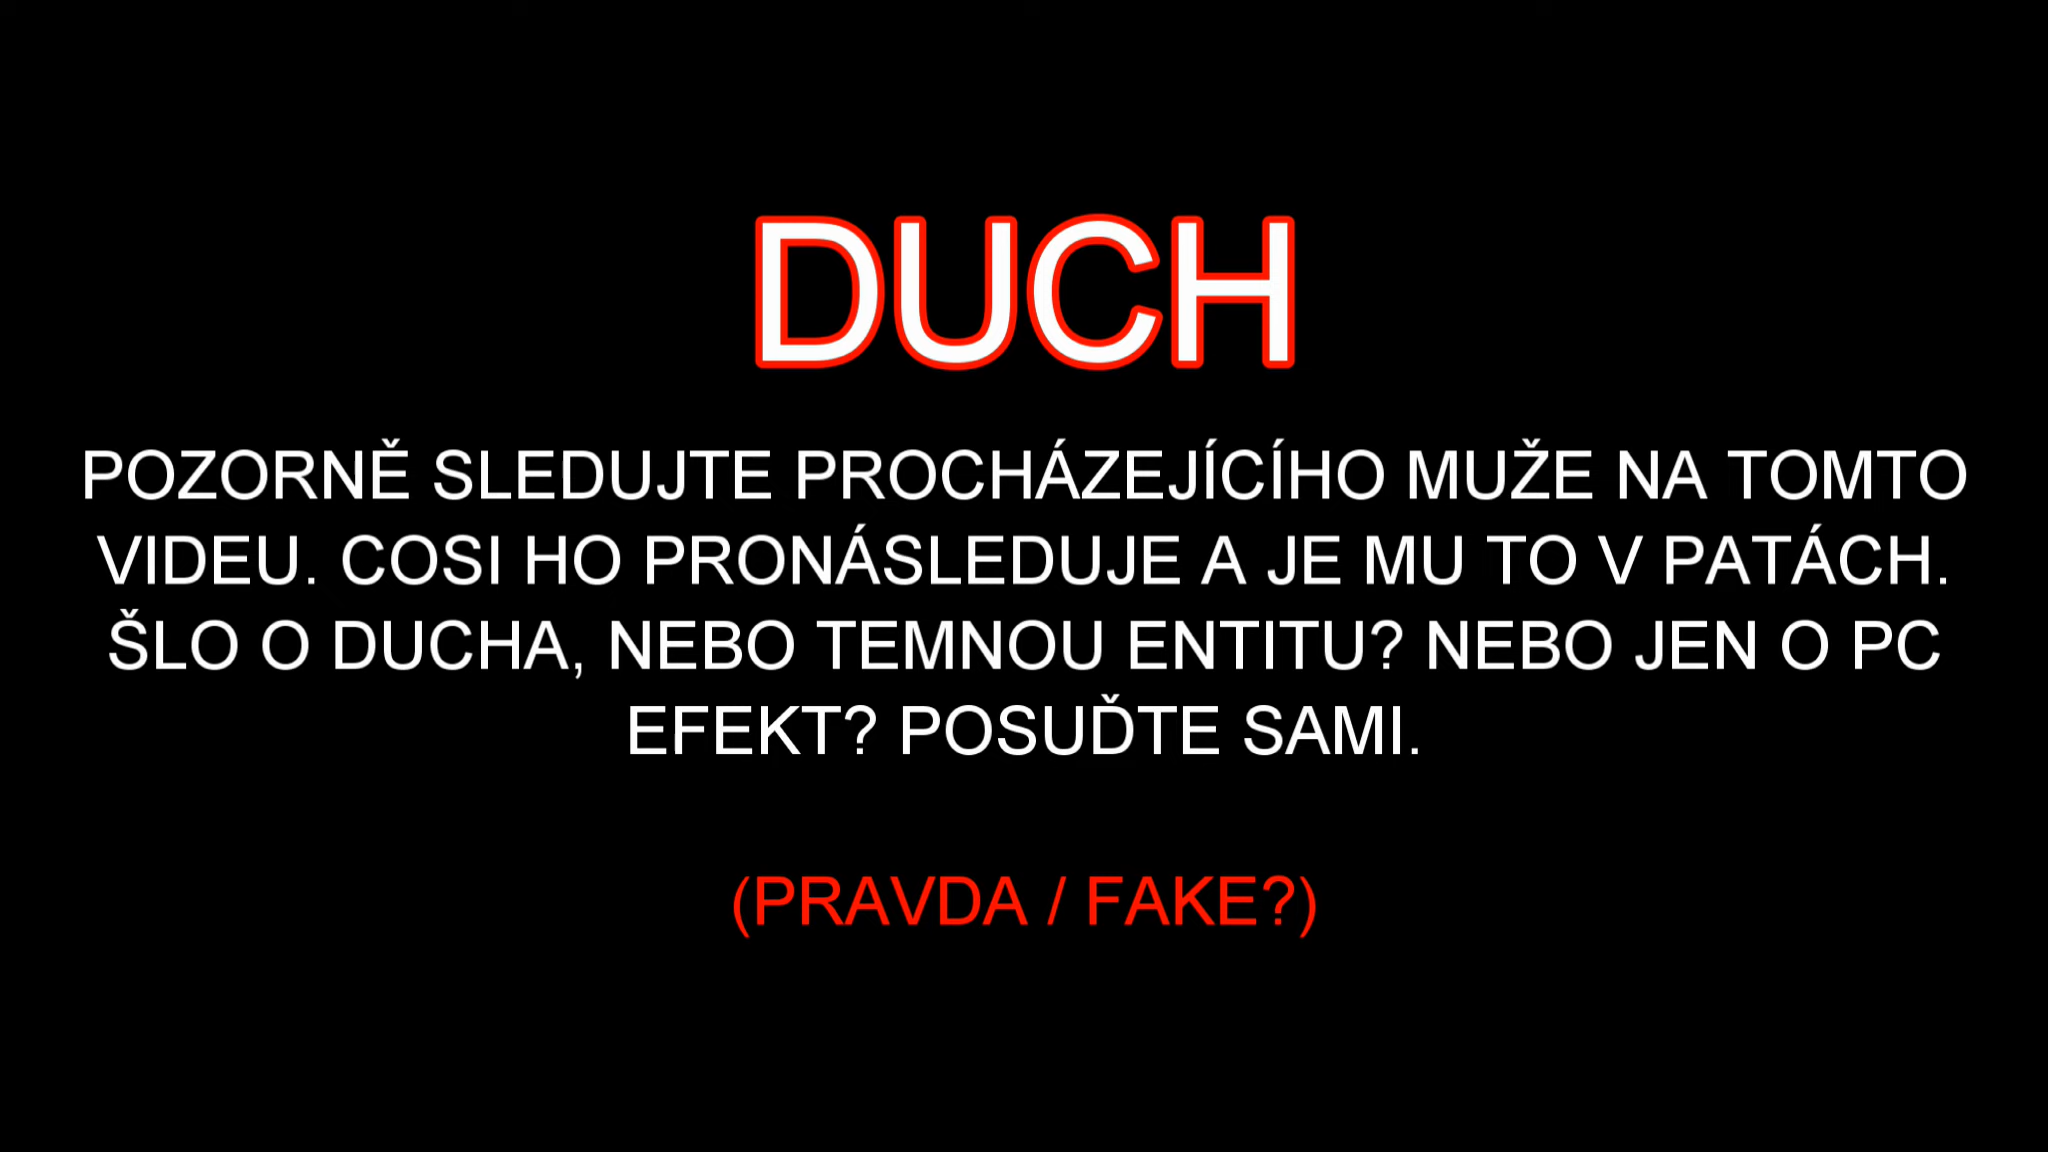 DUCH
POZORNĚ SLEDUJTE PROCHÁZEJÍCÍHO MUŽE NA TOMTO
VIDEU. COSI HO PRONÁSLEDUJE A JE MU TO V PATÁCH.
ŠLO O DUCHA, NEBO TEMNOU ENTITU? NEBO JEN O PC
EFEKT? POSUĎTE SAMI.
(PRAVDA / FAKE?)